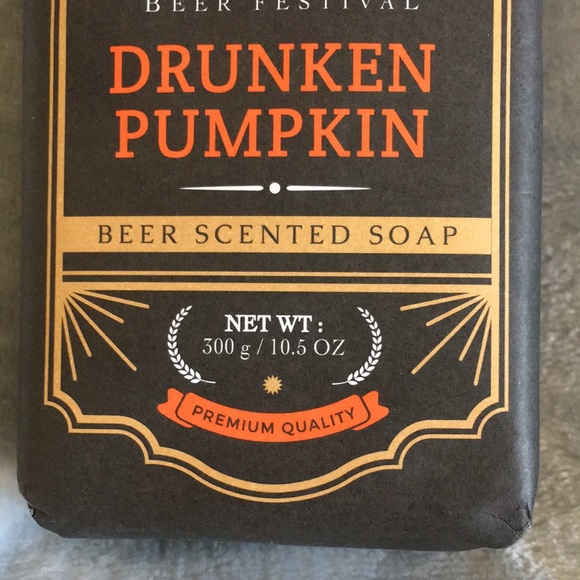 BEER FESTIVAL
DRUNKEN
PUMPKIN
BEER SCENTED SOAP
NET WT :
300 g / 10.5 OZ
PREMIUM QUALITY